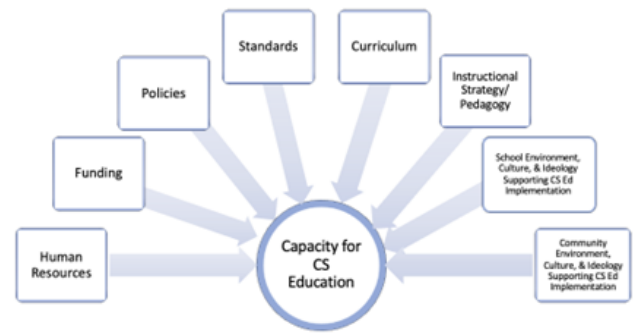 Standards
Curriculum
Policies
Instructional
Strategy/
Pedagogy
Funding
School Environment,
Culture, & Ideology
Supporting CS Ed
Implementation
Human
Resources
Capacity for
CS
Education
Community
Environment,
Culture, & Ideology
Supporting CS Ed
Implementation